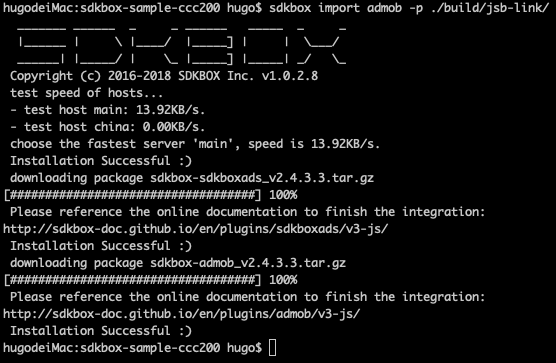 hugodeiMac:sdkbox-sample-ccc200 hugo$ sdkbox import admob -p ./build/jsb-link/
SDKBOX
Copyright (c) 2016-2018 SDKBOX Inc. v1.0.2.8
test speed of hosts...
- test host main: 13.92KB/s.
- test host china: 0.00KB/s.
choose the fastest server 'main', speed is 13.92KB/s.
Installation Successful :)
downloading package sdkbox-sdkboxads_v2.4.3.3.tar.gz
[#################################] 100%
Please reference the online documentation to finish the integration:
http://sdkbox-doc.github.io/en/plugins/sdkboxads/v3-js/
Installation Successful :)
downloading package sdkbox-admob_v2.4.3.3.tar.gz
[#################################] 100%
Please reference the online documentation to finish the integration:
http://sdkbox-doc.github.io/en/plugins/admob/v3-js/
Installation Successful :)
hugodeiMac:sdkbox-sample-ccc200 hugo$